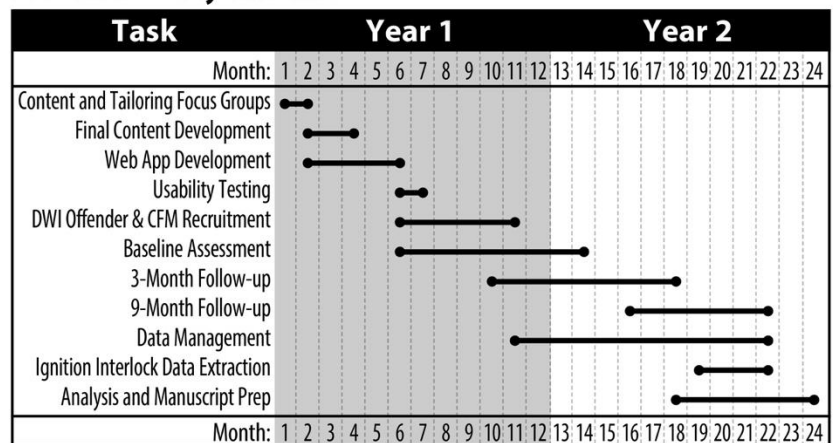 Task Year 1 Year 2
Month: 1 2 3 4 5 6 7 8 9 10 11 12 13 14 15 16 17 18 19 20 21 22 23 24
Content and Tailoring Focus Groups
Final Content Development
Web App Development
Usability Testing
DWI Offender & CFM Recruitment
Baseline Assessment
3-Month Follow-up
9-Month Follow-up
Data Management
Ignition Interlock Data Extraction
Analysis and Manuscript Prep
Month: 1 2 3 4 5 6 7 8 9 10 11 12 13 14 15 16 17 18 19 20 21 22 23 24